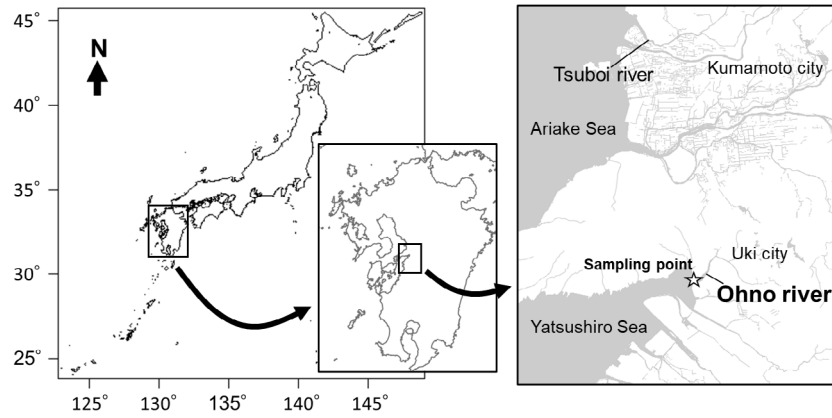 45°
40°
35°
30°
25°
125°
130°
135°
140°
145°
N
Tsuboi river
Kumamoto city
Ariake Sea
Uki city
Sampling point
Ohno river
Yatsushiro Sea